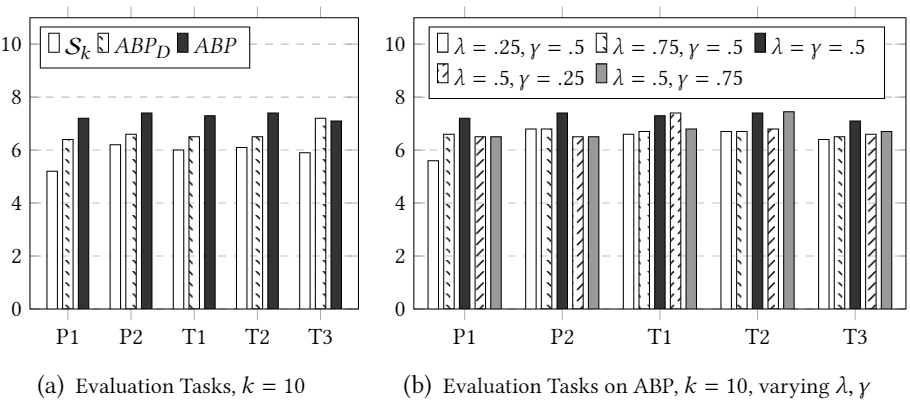 10
8
6
4
2
0
𝒮k ABPD ABP
P1 P2 T1 T2 T3
(a) Evaluation Tasks, k = 10
10
8
6
4
2
0
λ = .25, γ = .5 λ = .75, γ = .5 λ = γ = .5
λ = .5, γ = .25 λ = .5, γ = .75
P1 P2 T1 T2 T3
(b) Evaluation Tasks on ABP, k = 10, varying λ, γ